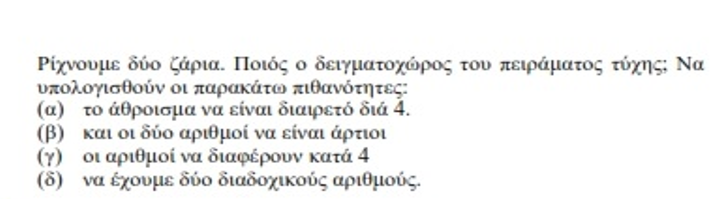 Ρίχνουμε δύο ζάρια. Ποιός ο δειγματοχώρος του πειράματος τύχης; Να
υπολογισθούν οι παρακάτω πιθανότητες:
(α) το άθροισμα να είναι διαιρετό διά 4.
(β) και οι δύο αριθμοί να είναι άρτιοι
(γ) οι αριθμοί να διαφέρουν κατά 4
(δ) να έχουμε δύο διαδοχικούς αριθμούς.